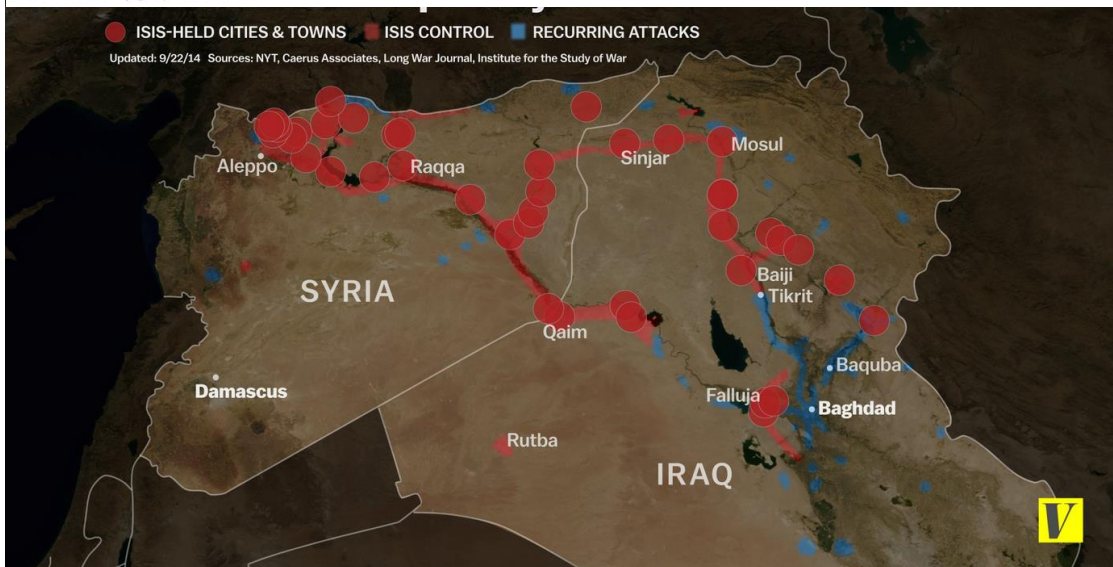 ISIS-HELD CITIES & TOWNS ISIS CONTROL RECURRING ATTACKS
Updated: 9/22/14 Sources: NYT, Caerus Associates, Long War Journal, Institute for the Study of War
Aleppo
Raqqa
Sinjar
Mosul
SYRIA
Baiji
Tikrit
Qaim
Damascus
Falluja
Baquba
Baghdad
Rutba
IRAQ
V